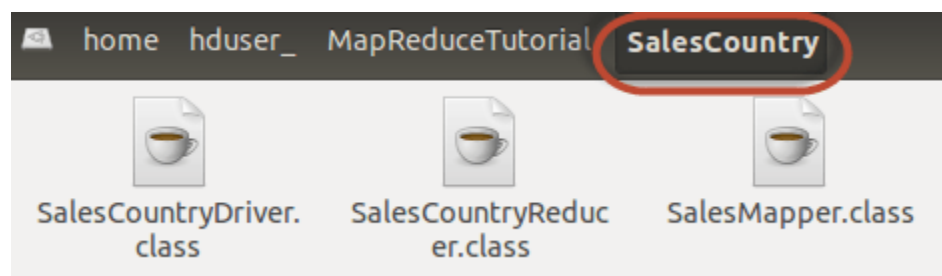 home hduser_ MapReduceTutorial SalesCountry
SalesCountryDriver. SalesCountryReduc SalesMapper.class
class er.class